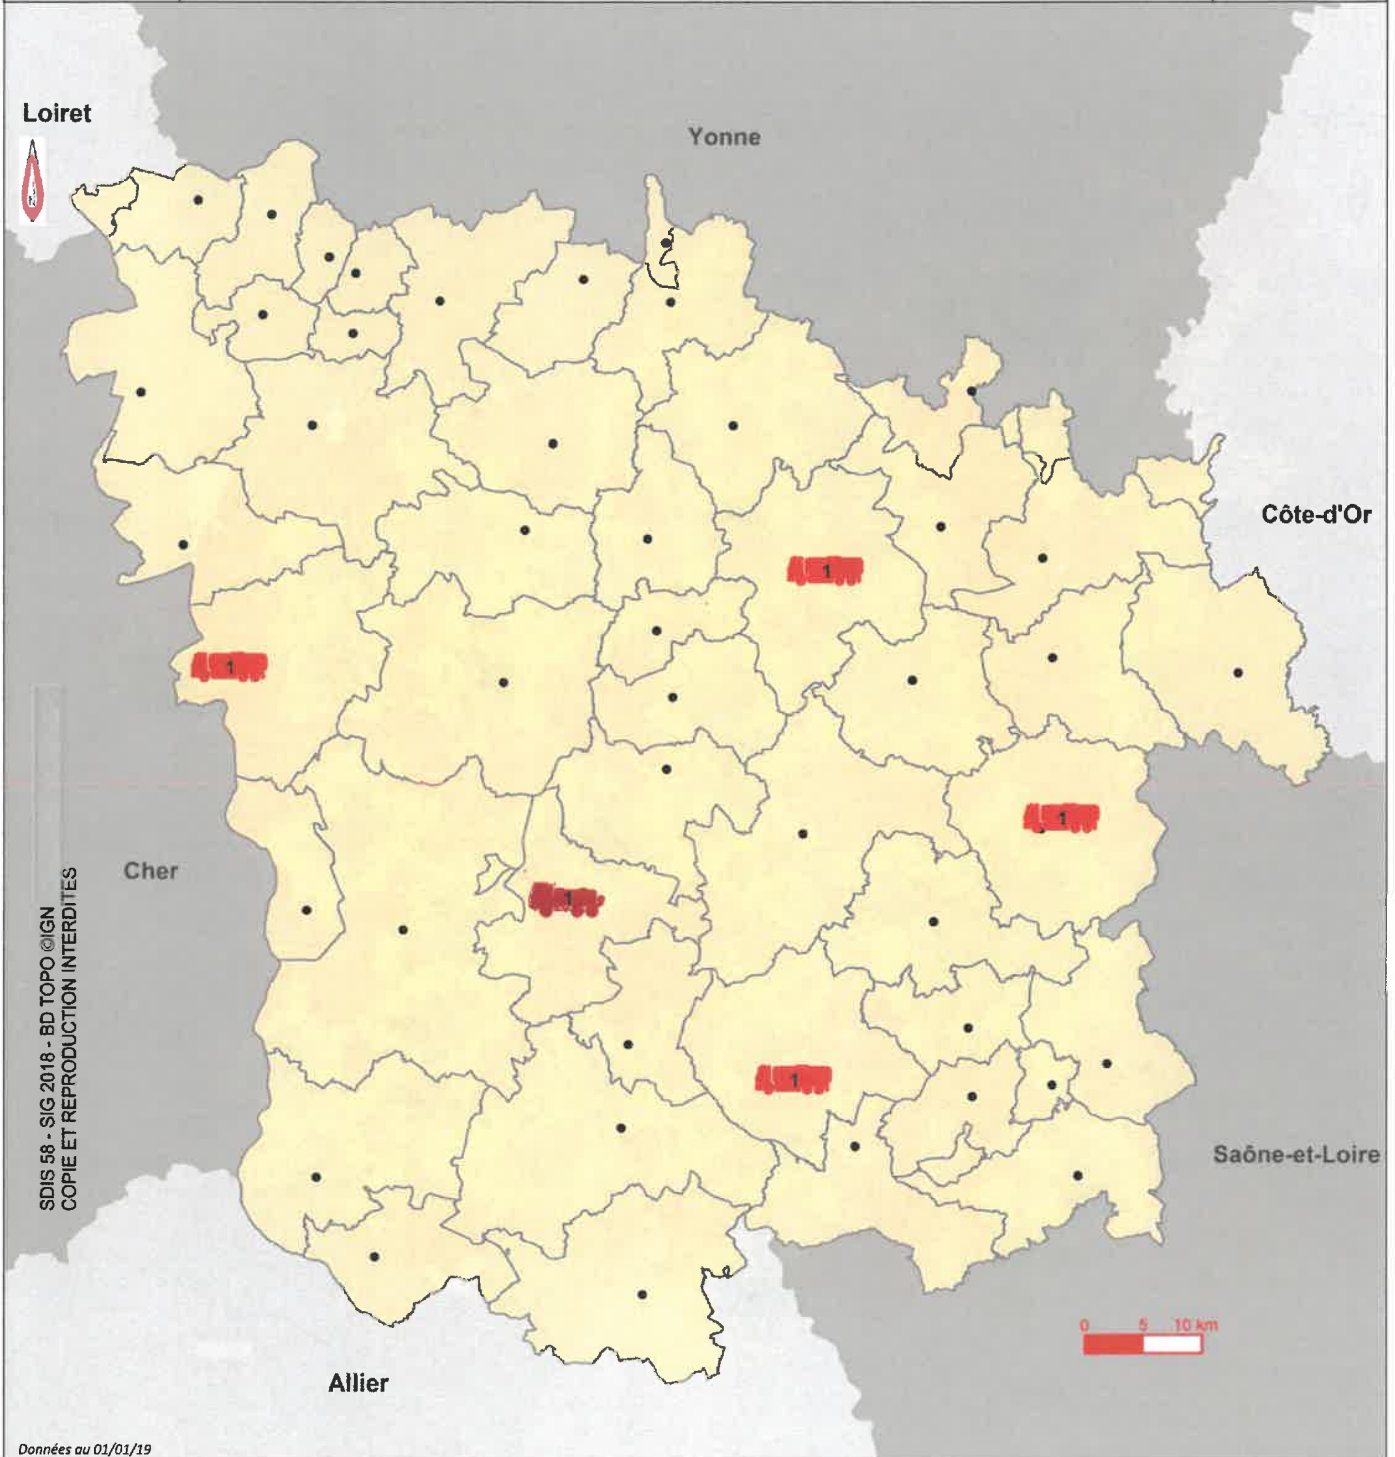 Loiret
N
Yonne
Côte-d'Or
1
1
1
Cher
1
1
SDIS 58 - SIG 2018 - BD TOPO ©IGN
COPIE ET REPRODUCTION INTERDITES
Saône-et-Loire
0 5 10 km
Allier
Données au 01/01/19